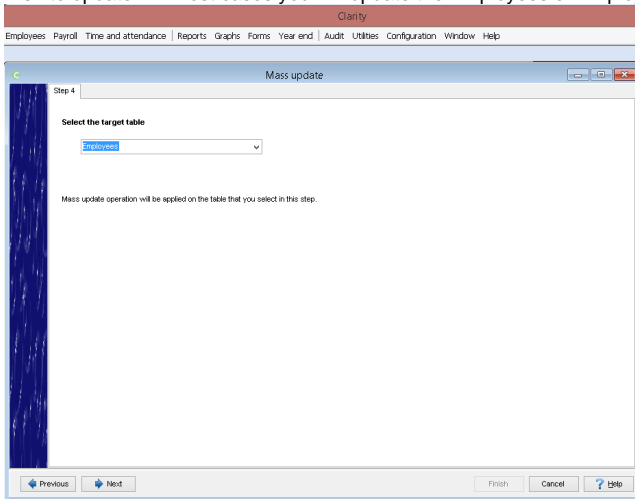 Clarity
Employees Payroll Time and attendance Reports Graphs Forms Year end Audit Utilities Configuration Window Help
Mass update
Step 4
Select the target table
Employees
Mass update operation will be applied on the table that you select in this step.
Previous Next Finish Cancel Help